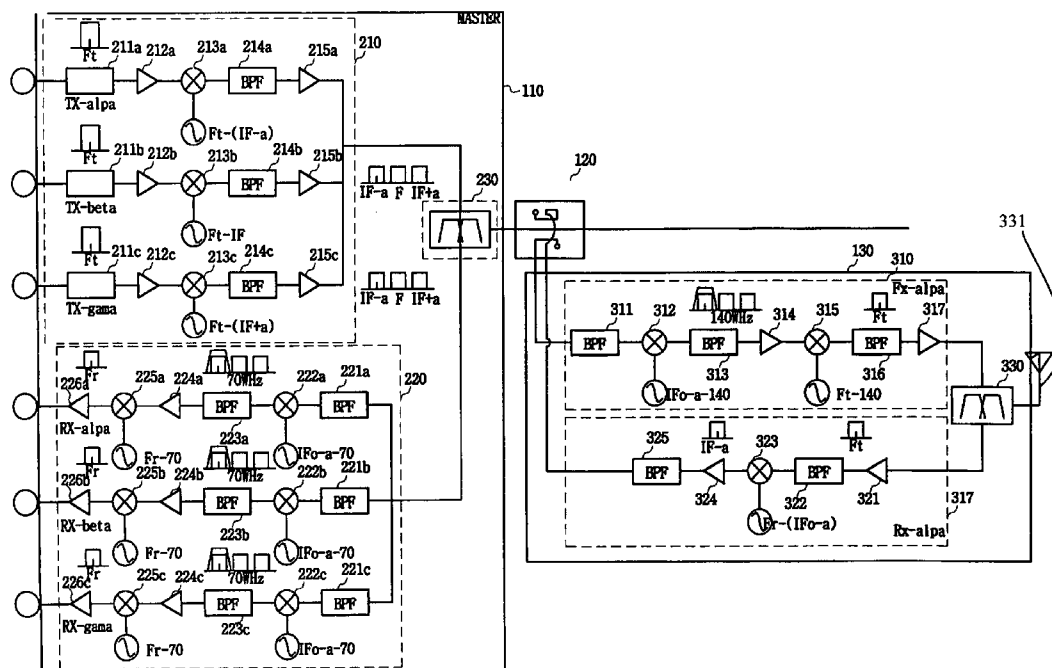 MASTER
210
110
Ft
211a
212a
213a
214a
215a
BPF
TX-alpa
Ft-(IF-a)
Ft
211b
212b
213b
214b
215b
BPF
TX-beta
Ft-IF
IF-a F IF+a
230
120
Ft
211c
212c
213c
214c
215c
BPF
TX-gama
Ft-(IF+a)
IF-a F IF+a
331
130
310
Fx-alpa
311
312
140WHz
314
315
Ft
317
BPF
BPF
BPF
313
316
IFo-a-140
Ft-140
330
325
IF-a
323
Ft
BPF
BPF
324
322
321
Fr-(IFo-a)
317
Rx-alpa
220
Fr
226a
225a
224a
70WHz
222a
221a
BPF
BPF
RX-alpa
223a
Fr-70
IFo-a-70
Fr
226b
225b
224b
70WHz
222b
221b
BPF
BPF
RX-beta
223b
Fr-70
IFo-a-70
Fr
226c
225c
224c
70WHz
222c
221c
BPF
BPF
RX-gama
223c
Fr-70
IFo-a-70